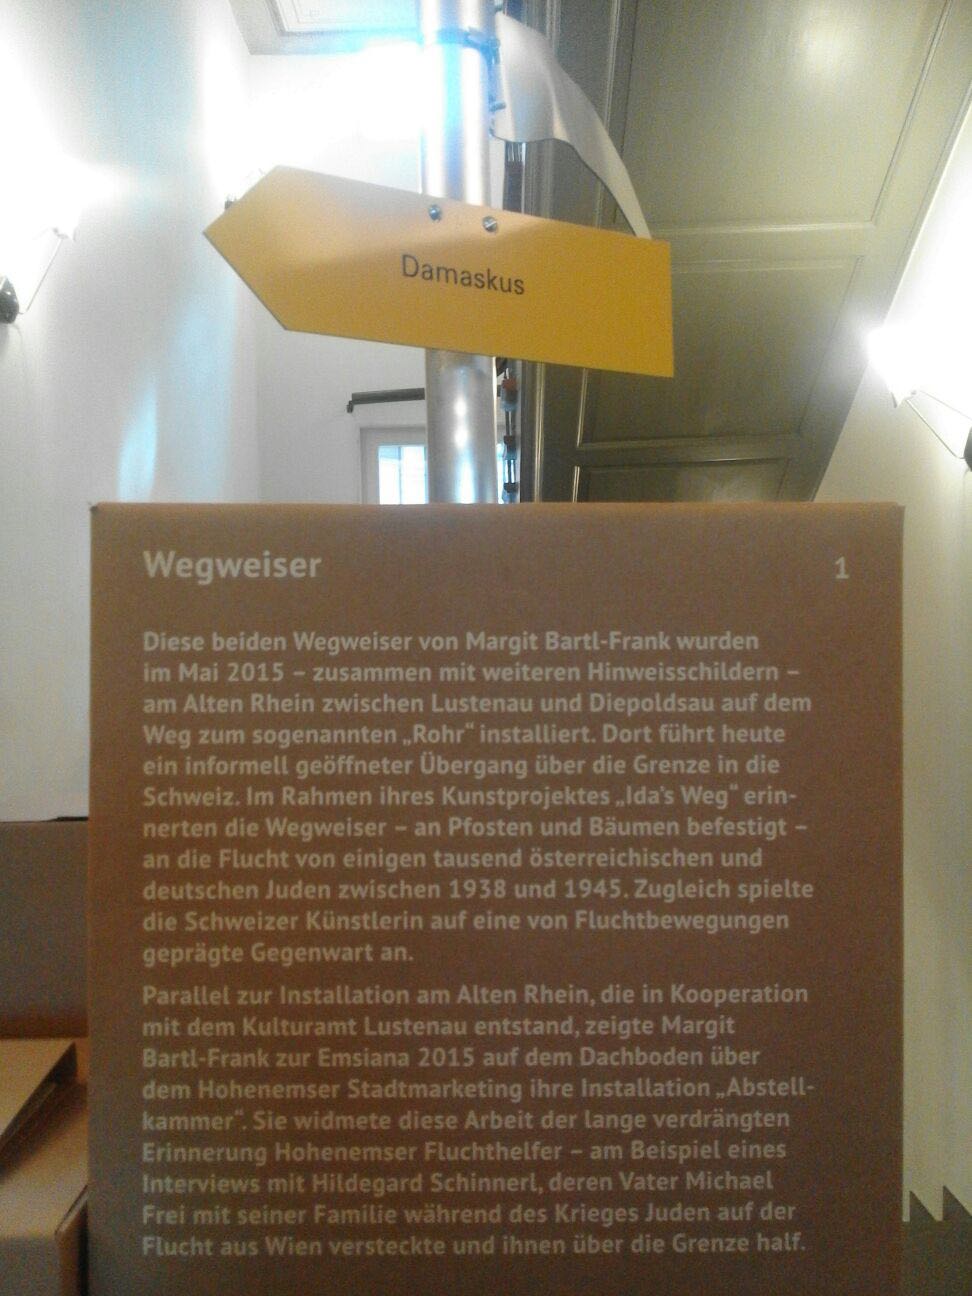 Damaskus
Wegweiser 1
Diese beiden Wegweiser von Margit Bartl-Frank wurden
im Mai 2015 – zusammen mit weiteren Hinweisschildern –
am Alten Rhein zwischen Lustenau und Diepoldsau auf dem
Weg zum sogenannten „Rohr“ installiert. Dort führt heute
ein informell geöffneter Übergang über die Grenze in die
Schweiz. Im Rahmen ihres Kunstprojektes „Ida's Weg“ erin-
nerten die Wegweiser – an Pfosten und Bäumen befestigt –
an die Flucht von einigen tausend österreichischen und
deutschen Juden zwischen 1938 und 1945. Zugleich spielte
die Schweizer Künstlerin auf eine von Fluchtbewegungen
geprägte Gegenwart an.
Parallel zur Installation am Alten Rhein, die in Kooperation
mit dem Kulturamt Lustenau entstand, zeigte Margit
Bartl-Frank zur Emsiana 2015 auf dem Dachboden über
dem Hohenemser Stadtmarketing ihre Installation „Abstell-
kammer“. Sie widmete diese Arbeit der lange verdrängten
Erinnerung Hohenemser Fluchthelfer – am Beispiel eines
Interviews mit Hildegard Schinnerl, deren Vater Michael
Frei mit seiner Familie während des Krieges Juden auf der
Flucht aus Wien versteckte und ihnen über die Grenze half.